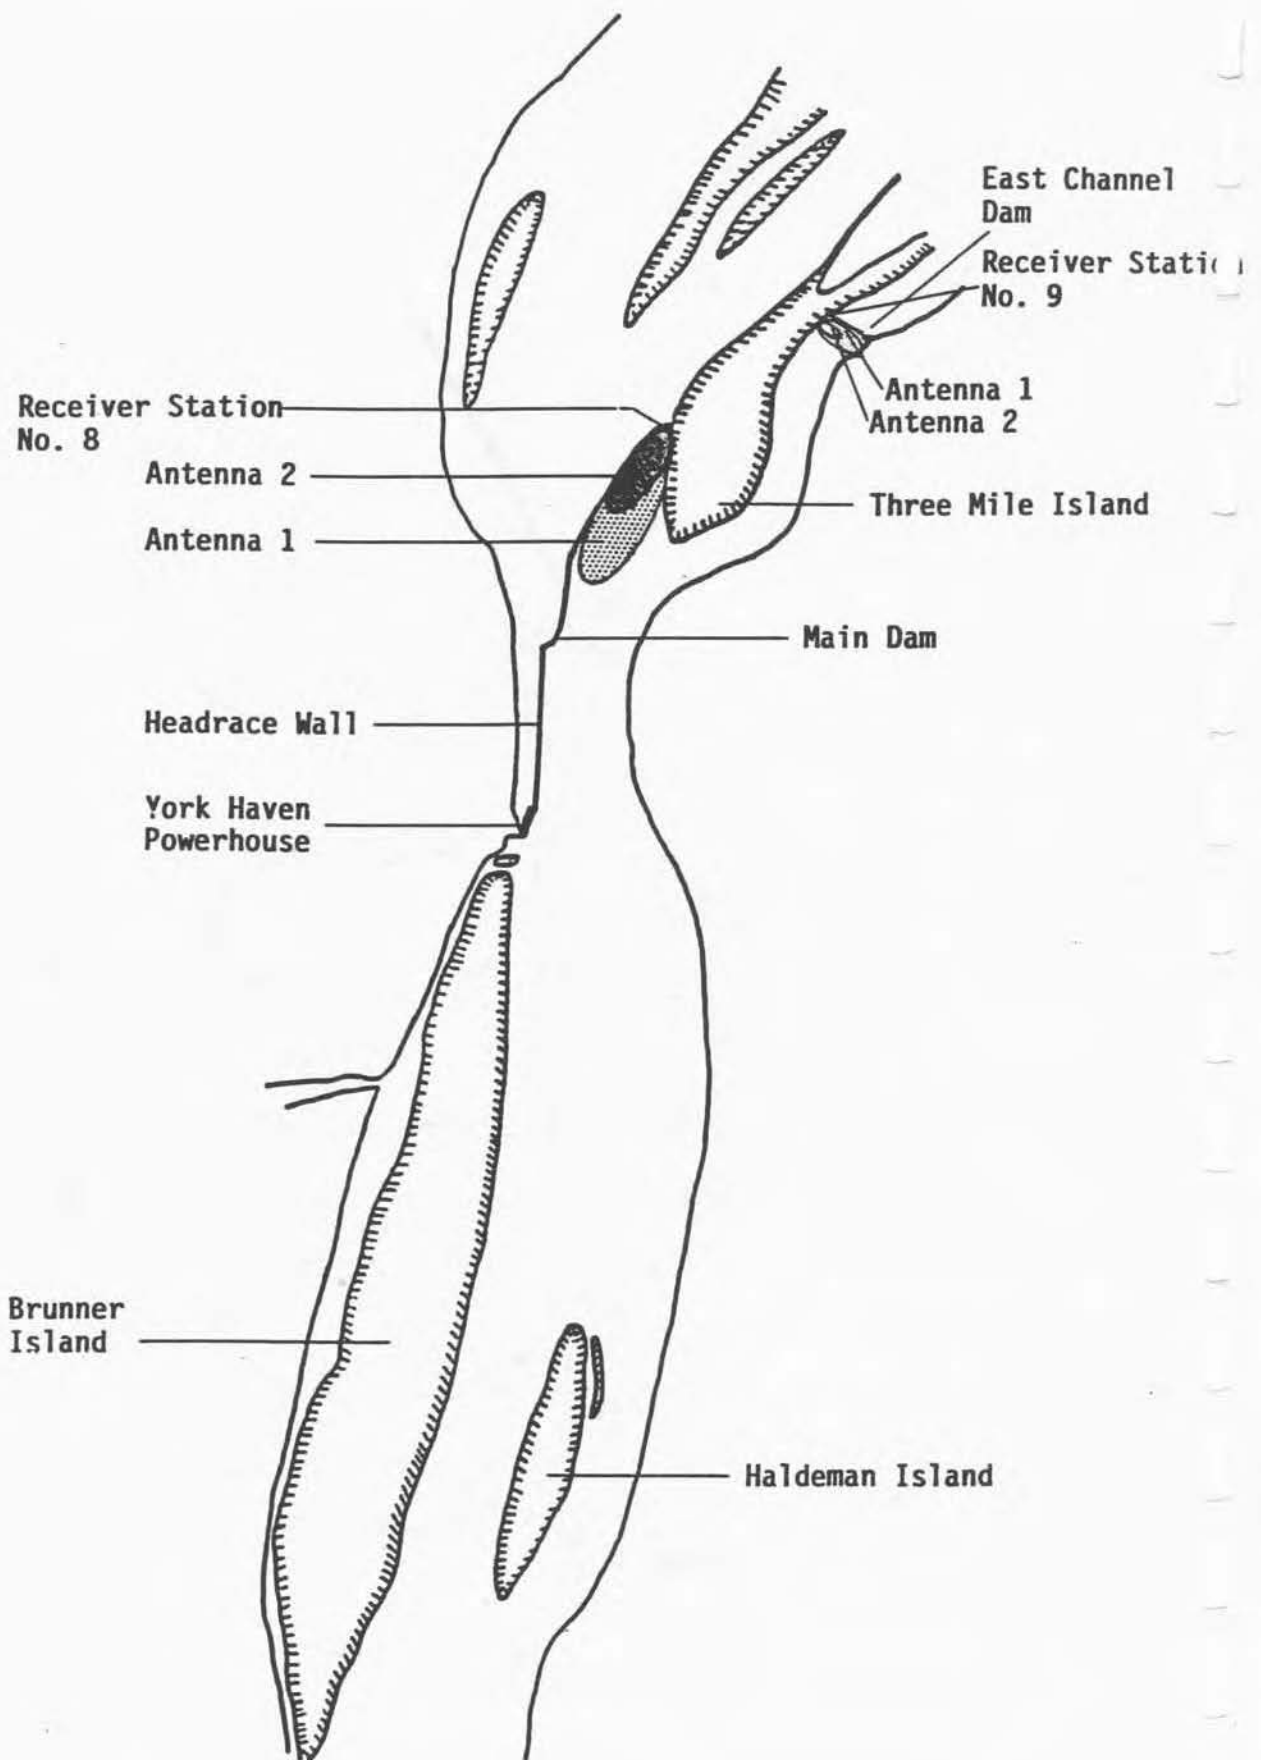 East Channel
Dam
Receiver Stati
No. 9
Antenna 1
Antenna 2
Receiver Station
No. 8
Antenna 2
Three Mile Island
Antenna 1
Main Dam
Headrace Wall
York Haven
Powerhouse
Brunner
Island
Haldeman Island